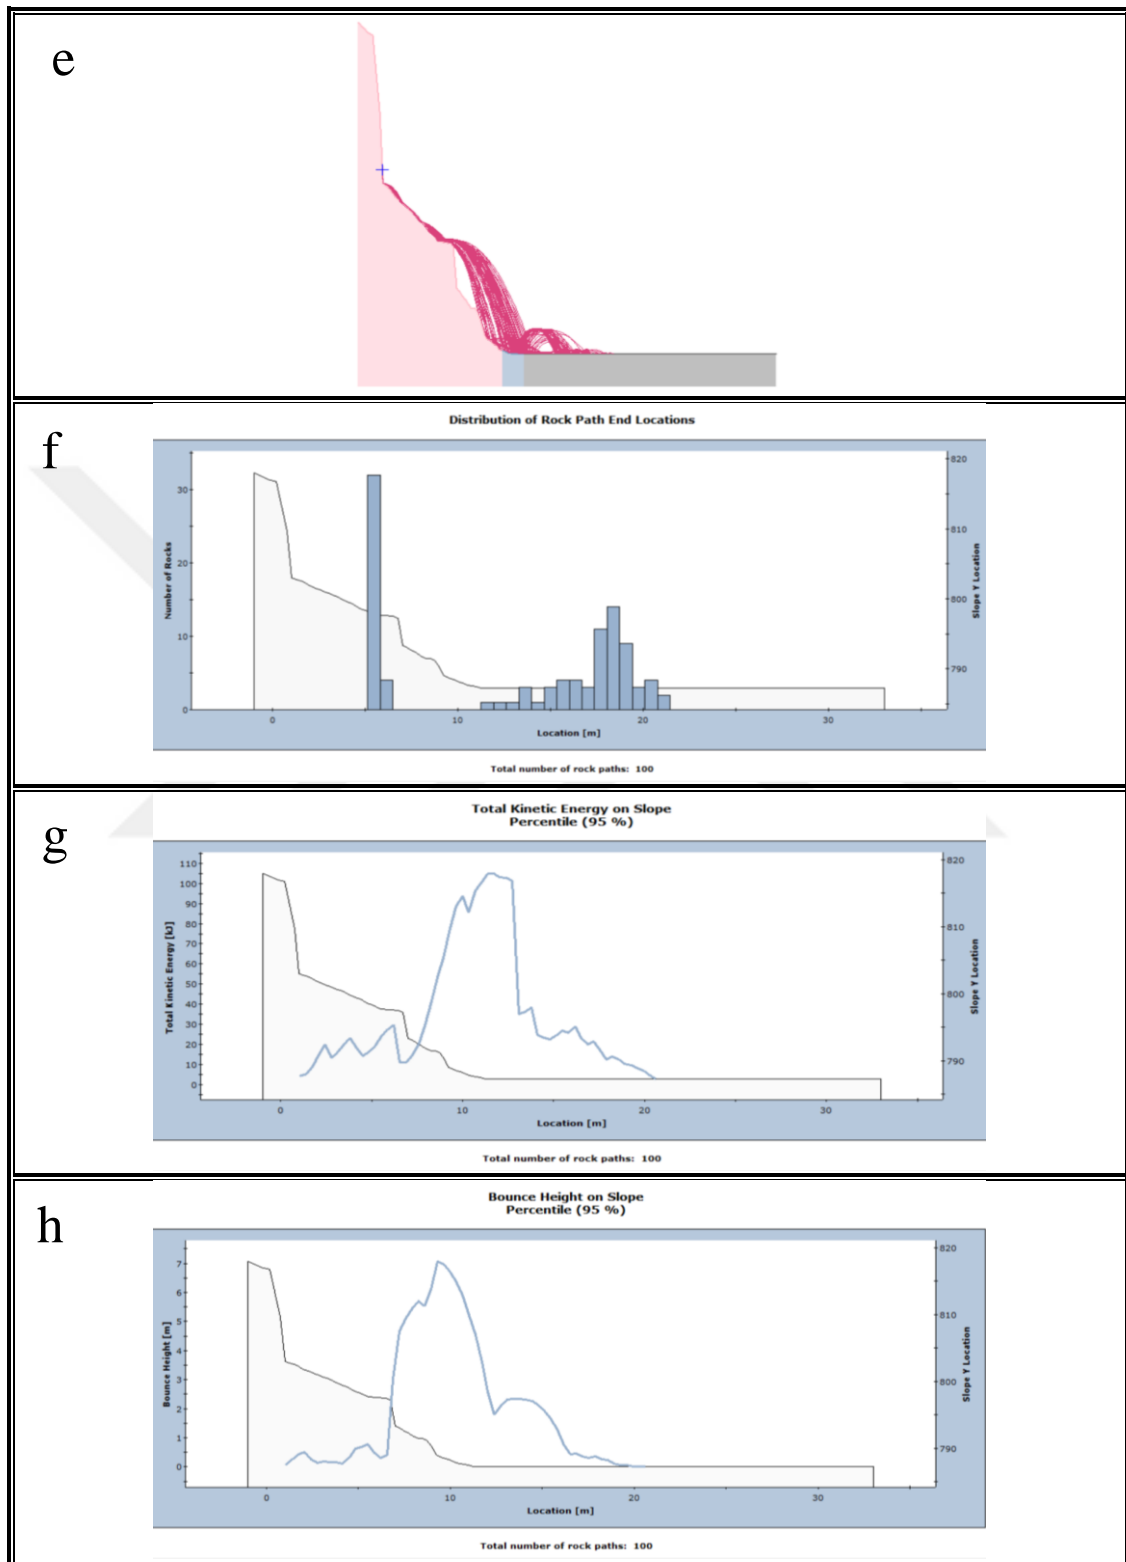 e
f
Distribution of Rock Path End Locations
Number of Rocks
30
20
10
0
820
810
800
790
Slope Y Location
0
10
20
30
Location [m]
Total number of rock paths: 100
g
Total Kinetic Energy on Slope
Percentile (95 %)
Total Kinetic Energy [kJ]
110
100
90
80
70
60
50
40
30
20
10
0
820
810
800
790
Slope Y Location
0
10
20
30
Location [m]
Total number of rock paths: 100
h
Bounce Height on Slope
Percentile (95 %)
Bounce Height [m]
7
6
5
4
3
2
1
0
820
810
800
790
Slope Y Location
0
10
20
30
Location [m]
Total number of rock paths: 100